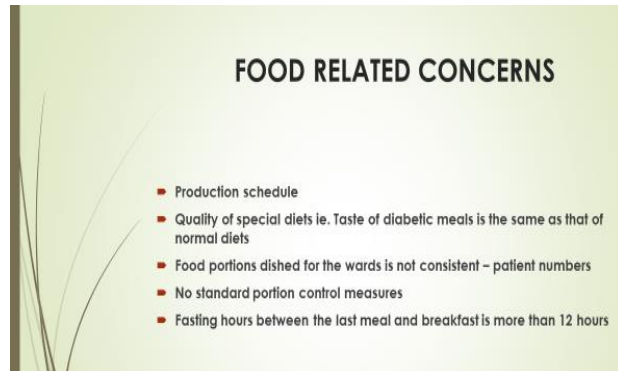 FOOD RELATED CONCERNS
Production schedule
Quality of special diets ie. Taste of diabetic meals is the same as that of
normal diets
Food portions dished for the wards is not consistent – patient numbers
No standard portion control measures
Fasting hours between the last meal and breakfast is more than 12 hours